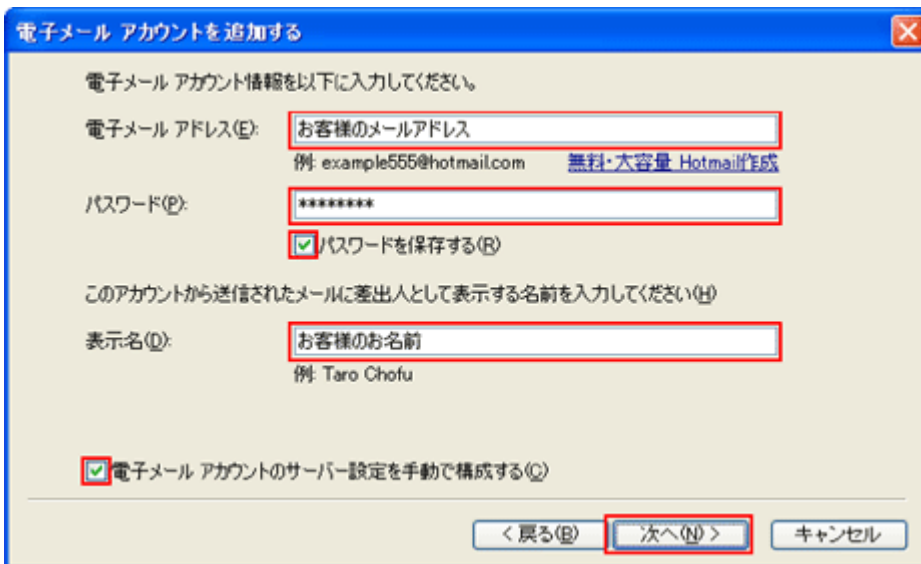 電子メール アカウントを追加する
電子メール アカウント情報を以下に入力してください。
電子メール アドレス(E): お客様のメールアドレス
例: example555@hotmail.com 無料・大容量 Hotmail作成
パスワード(P): ********
パスワードを保存する(R)
このアカウントから送信されたメールに差出人として表示する名前を入力してください(H)
表示名(D): お客様のお名前
例: Taro Chofu
電子メール アカウントのサーバー設定を手動で構成する(C)
< 戻る(B) 次へ(N) > キャンセル